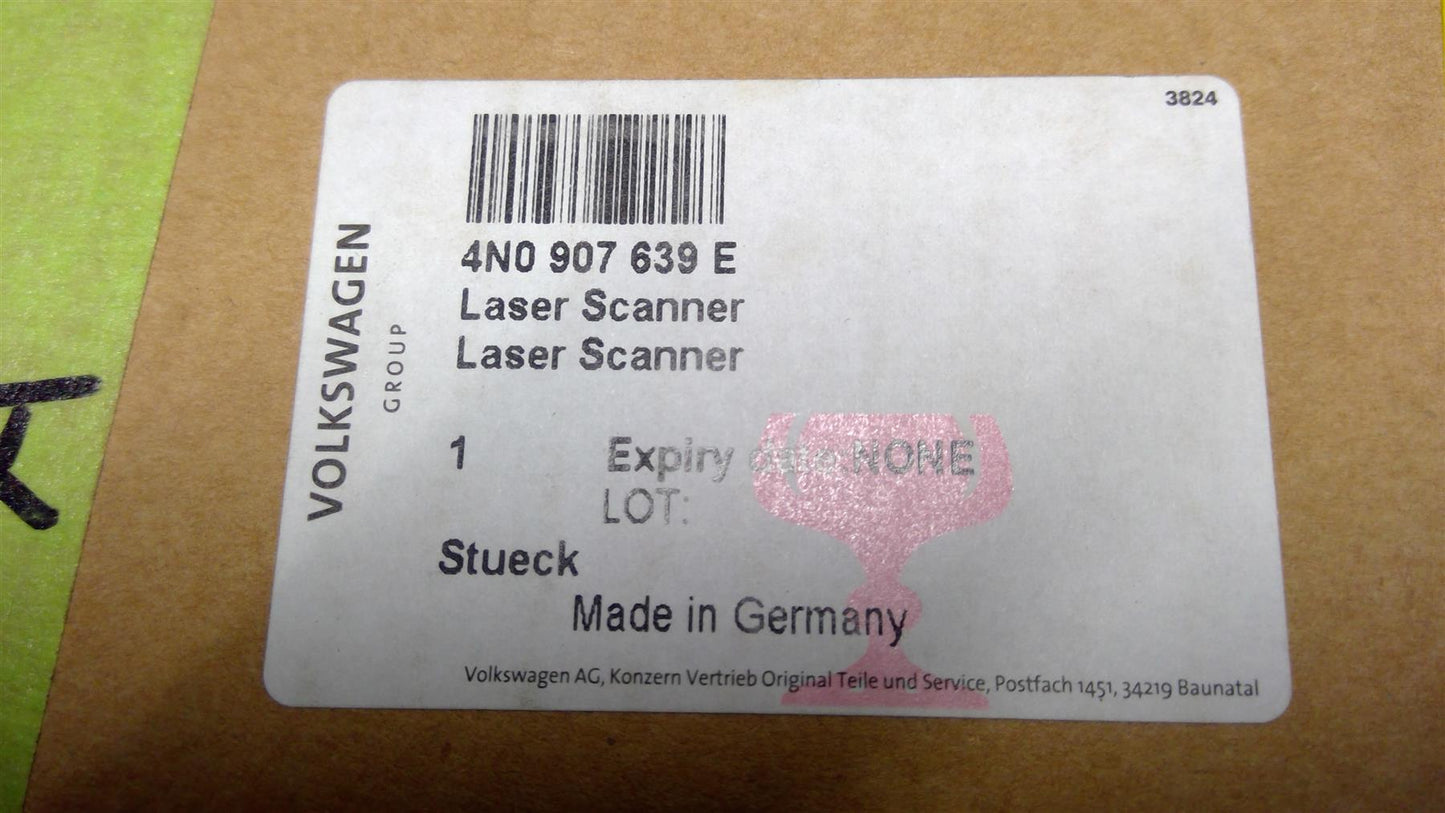 3824
VOLKSWAGEN
GROUP
4N0 907 639 E
Laser Scanner
Laser Scanner
1 Expiry date NONE
LOT:
Stueck
Made in Germany
Volkswagen AG, Konzern Vertrieb Original Teile und Service, Postfach 1451, 34219 Baunatal